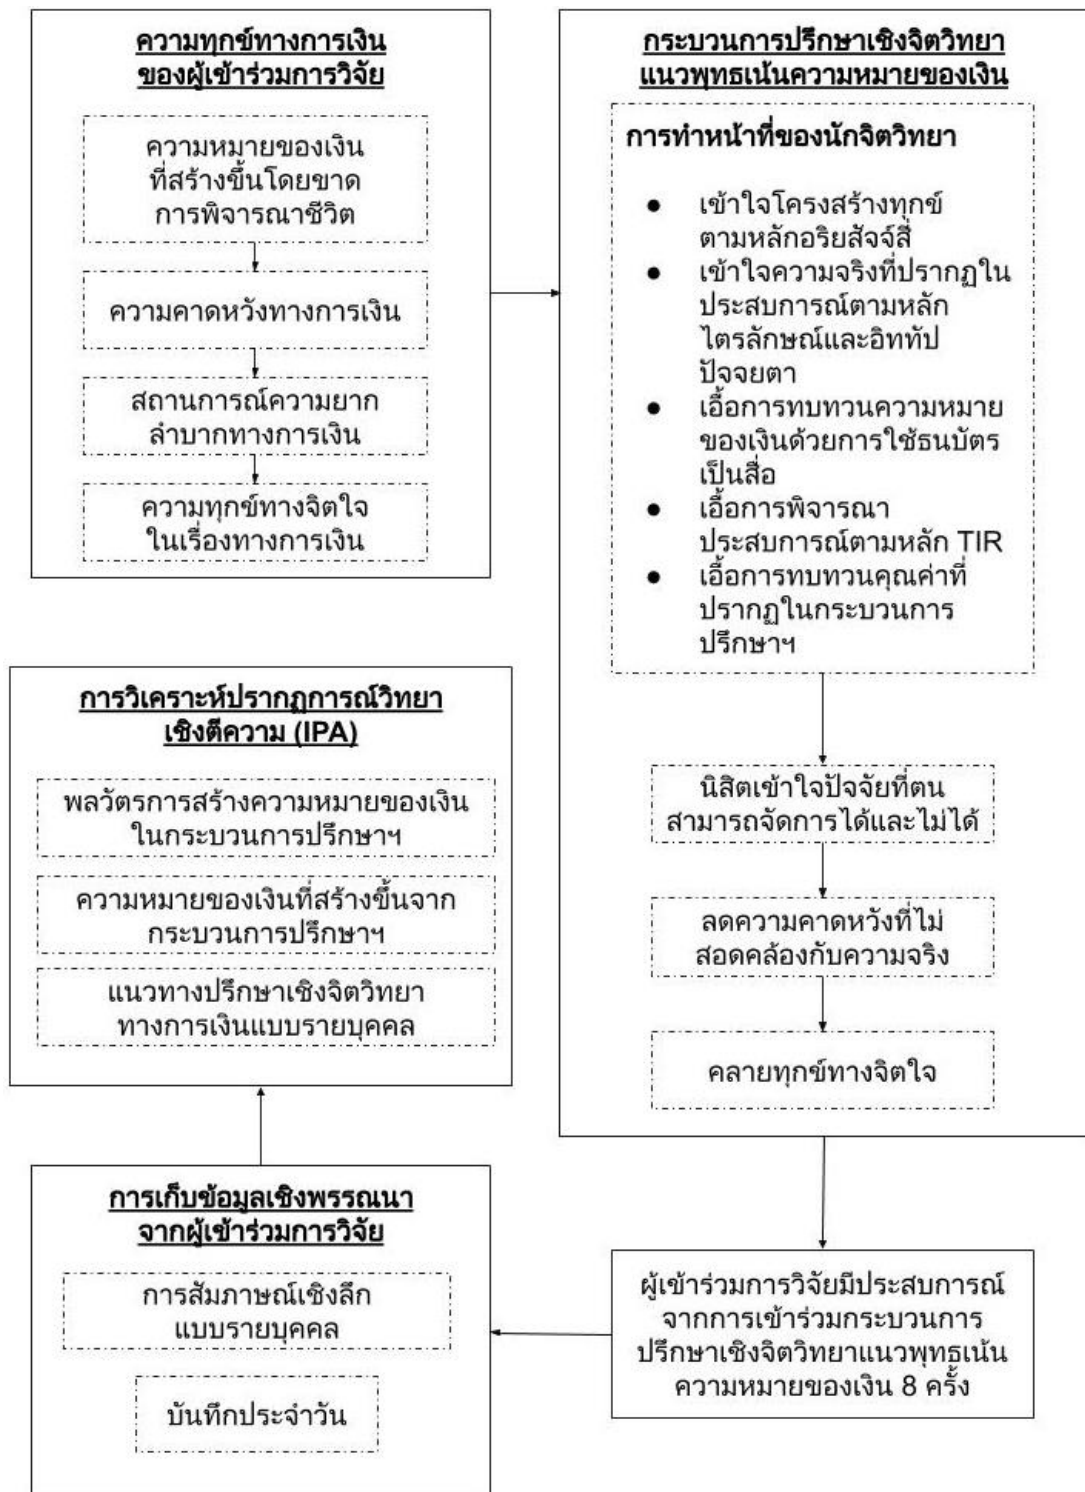 ความทุกข์ทางการเงิน
ของผู้เข้าร่วมการวิจัย
ความหมายของเงิน
ที่สร้างขึ้นโดยขาด
การพิจารณาชีวิต
ความคาดหวังทางการเงิน
สถานการณ์ความยาก
ลำบากทางการเงิน
ความทุกข์ทางจิตใจ
ในเรื่องทางการเงิน
กระบวนการปรึกษาเชิงจิตวิทยา
แนวพุทธเน้นความหมายของเงิน
การทำหน้าที่ของนักจิตวิทยา
● เข้าใจโครงสร้างทุกข์
ตามหลักอริยสัจจ์สี่
● เข้าใจความจริงที่ปรากฏใน
ประสบการณ์ตามหลัก
ไตรลักษณ์และอิททัป
ปัจจยตา
● เอื้อการทบทวนความหมาย
ของเงินด้วยการใช้ธนบัตร
เป็นสื่อ
● เอื้อการพิจารณา
ประสบการณ์ตามหลัก TIR
● เอื้อการทบทวนคุณค่าที่
ปรากฏในกระบวนการ
ปรึกษาฯ
นิสิตเข้าใจปัจจัยที่ตน
สามารถจัดการได้และไม่ได้
ลดความคาดหวังที่ไม่
สอดคล้องกับความจริง
คลายทุกข์ทางจิตใจ
ผู้เข้าร่วมการวิจัยมีประสบการณ์
จากการเข้าร่วมกระบวนการ
ปรึกษาเชิงจิตวิทยาแนวพุทธเน้น
ความหมายของเงิน 8 ครั้ง
การเก็บข้อมูลเชิงพรรณนา
จากผู้เข้าร่วมการวิจัย
การสัมภาษณ์เชิงลึก
แบบรายบุคคล
บันทึกประจำวัน
การวิเคราะห์ปรากฏการณ์วิทยา
เชิงตีความ (IPA)
พลวัตรการสร้างความหมายของเงิน
ในกระบวนการปรึกษาฯ
ความหมายของเงินที่สร้างขึ้นจาก
กระบวนการปรึกษาฯ
แนวทางปรึกษาเชิงจิตวิทยา
ทางการเงินแบบรายบุคคล